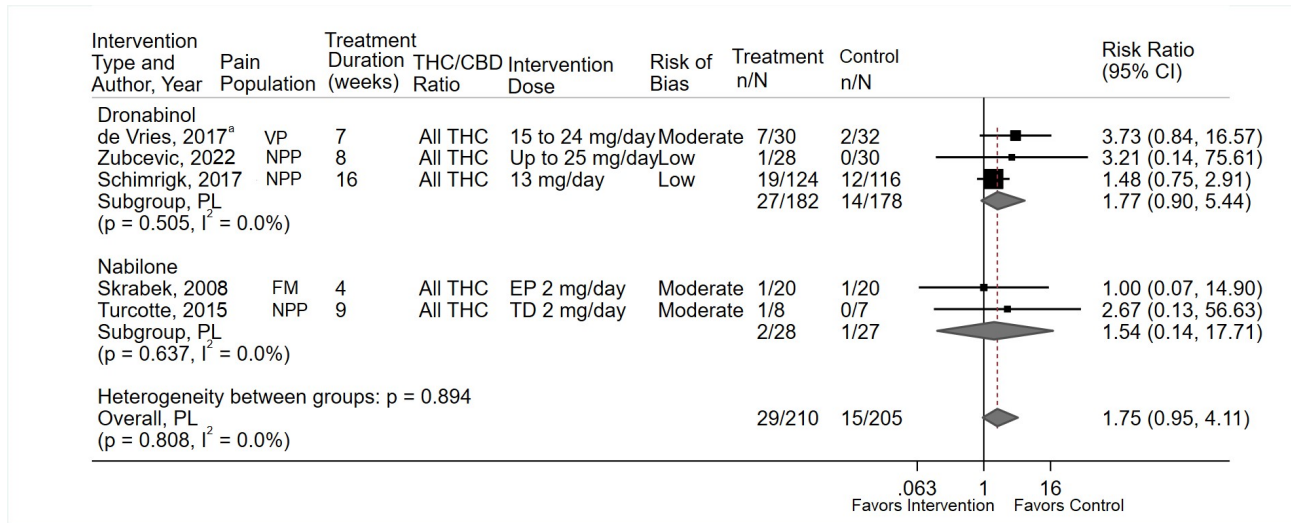 Intervention Type and Author, Year Pain Population Treatment Duration (weeks) THC/CBD Ratio Intervention Dose Risk of Bias Treatment n/N Control n/N Risk Ratio (95% CI)
Dronabinol
de Vries, 2017a VP 7 All THC 15 to 24 mg/day Moderate 7/30 2/32 3.73 (0.84, 16.57)
Zubcevic, 2022 NPP 8 All THC Up to 25 mg/day Low 1/28 0/30 3.21 (0.14, 75.61)
Schimrigk, 2017 NPP 16 All THC 13 mg/day Low 19/124 12/116 1.48 (0.75, 2.91)
Subgroup, PL 27/182 14/178 1.77 (0.90, 5.44)
(p = 0.505, I2 = 0.0%)
Nabilone
Skrabek, 2008 FM 4 All THC EP 2 mg/day Moderate 1/20 1/20 1.00 (0.07, 14.90)
Turcotte, 2015 NPP 9 All THC TD 2 mg/day Moderate 1/8 0/7 2.67 (0.13, 56.63)
Subgroup, PL 2/28 1/27 1.54 (0.14, 17.71)
(p = 0.637, I2 = 0.0%)
Heterogeneity between groups: p = 0.894
Overall, PL 29/210 15/205 1.75 (0.95, 4.11)
(p = 0.808, I2 = 0.0%)
.063 1 16
Favors Intervention Favors Control